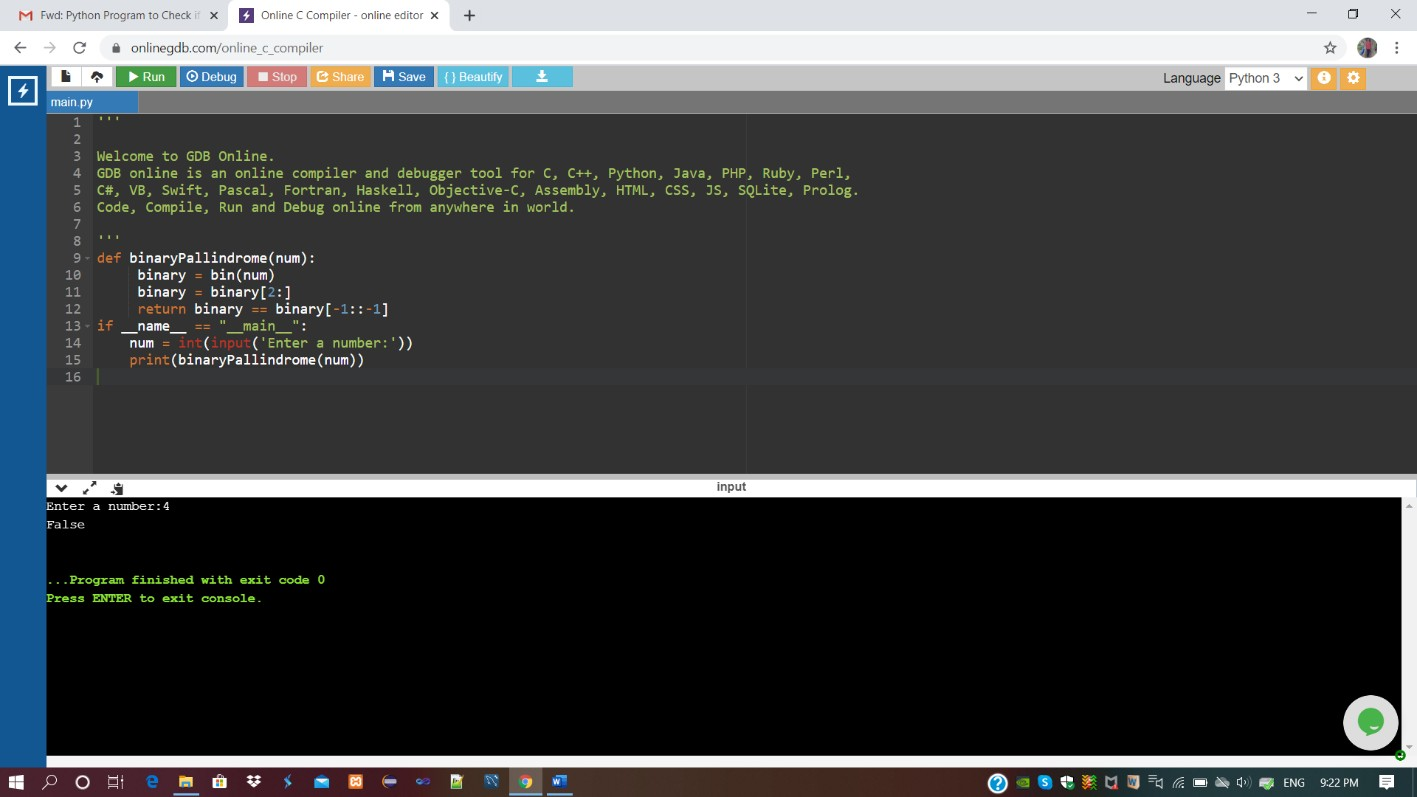 Fwd: Python Program to Check if
Online C Compiler - online editor
onlinegdb.com/online_c_compiler
Run Debug Stop Share Save { } Beautify Language Python 3
main.py
1 '''
2
3 Welcome to GDB Online.
4 GDB online is an online compiler and debugger tool for C, C++, Python, Java, PHP, Ruby, Perl,
5 C#, VB, Swift, Pascal, Fortran, Haskell, Objective-C, Assembly, HTML, CSS, JS, SQLite, Prolog.
6 Code, Compile, Run and Debug online from anywhere in world.
7
8 '''
9 def binaryPallindrome(num):
10 binary = bin(num)
11 binary = binary[2:]
12 return binary == binary[-1::-1]
13 if __name__ == "__main__":
14 num = int(input('Enter a number:'))
15 print(binaryPallindrome(num))
16
input
Enter a number:4
False
...Program finished with exit code 0
Press ENTER to exit console.
ENG 9:22 PM